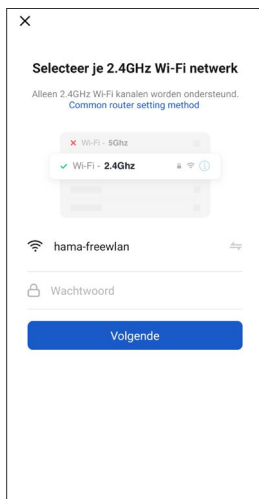 Selecteer je 2.4GHz Wi-Fi netwerk
Alleen 2.4GHz Wi-Fi kanalen worden ondersteund.
Common router setting method
Wi-Fi - 5Ghz
Wi-Fi - 2.4Ghz
hama-freewlan
Wachtwoord
Volgende